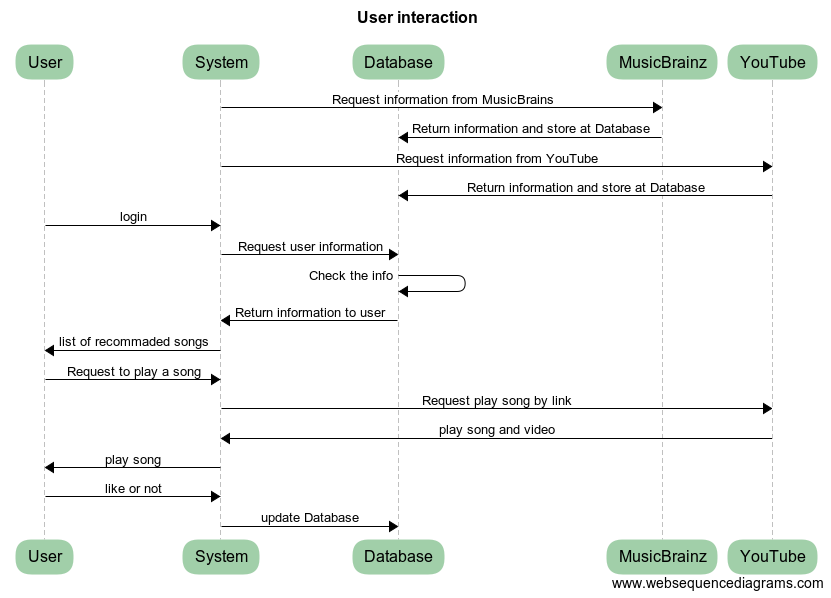 User interaction
User System Database MusicBrainz YouTube
Request information from MusicBrains
Return information and store at Database
Request information from YouTube
Return information and store at Database
login
Request user information
Check the info
Return information to user
list of recommaded songs
Request to play a song
Request play song by link
play song and video
play song
like or not
update Database
User System Database MusicBrainz YouTube
www.websequencediagrams.com